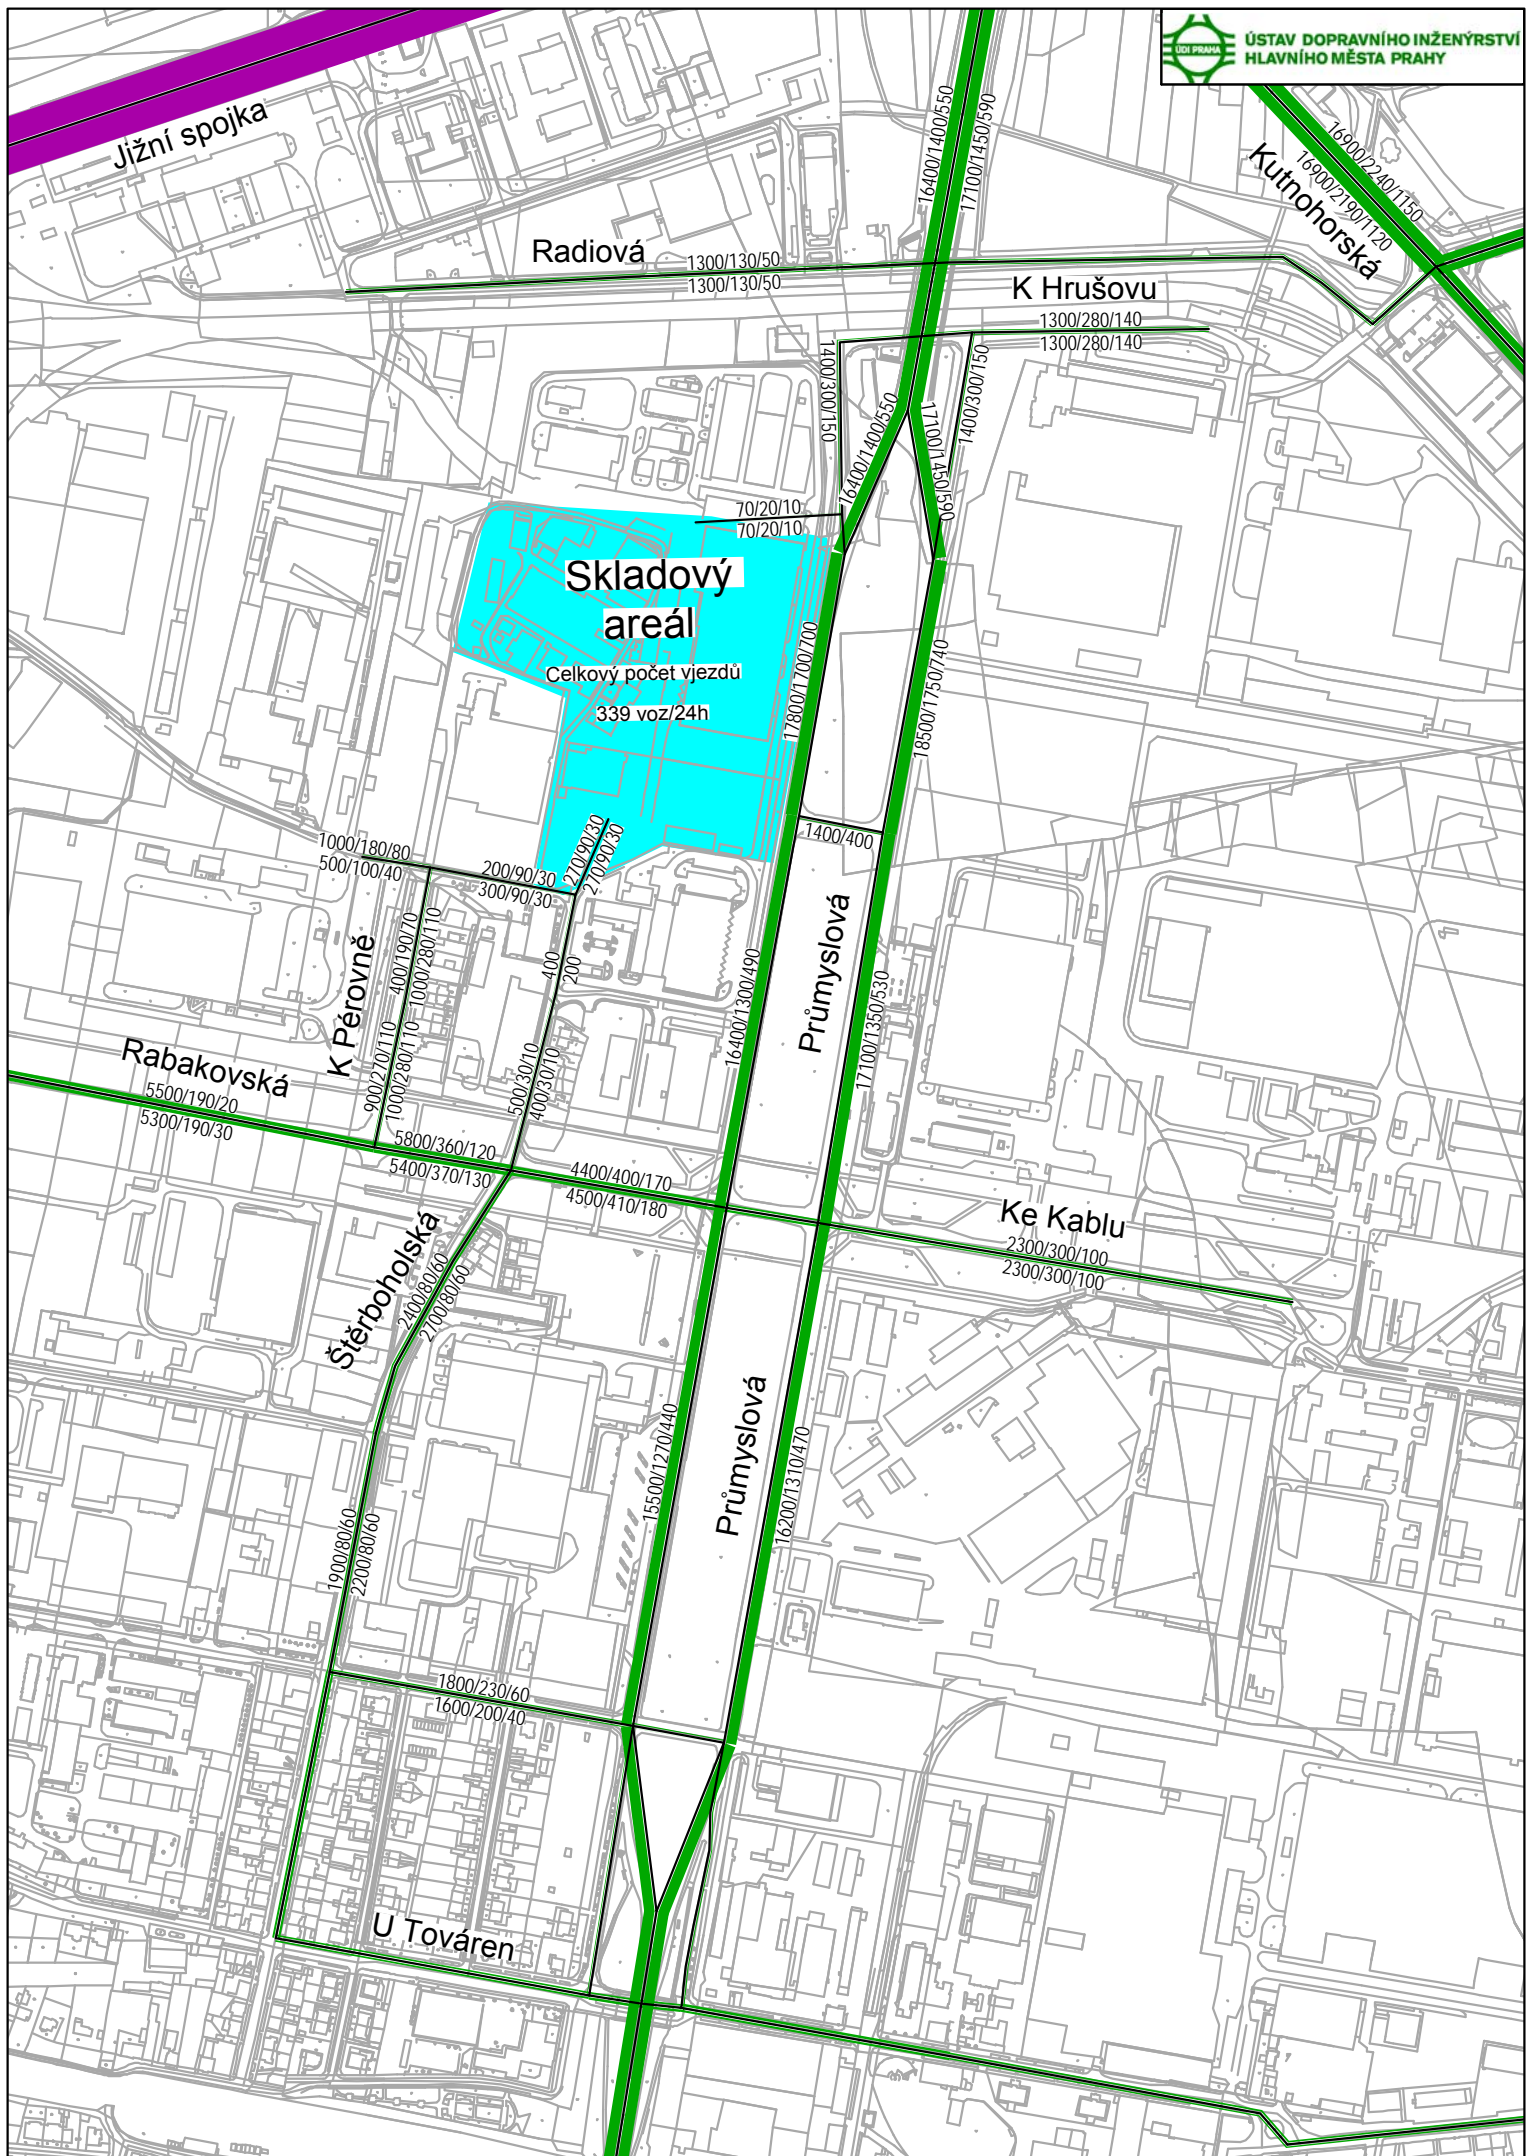 ÚDI PRAHA
ÚSTAV DOPRAVNÍHO INŽENÝRSTVÍ
HLAVNÍHO MĚSTA PRAHY
Jižní spojka
16400/1400/550
17100/1450/590
16900/2240/1150
16900/2190/1120
Kutnohorská
Radiová
1300/130/50
1300/130/50
K Hrušovu
1300/280/140
1300/280/140
1400/300/150
1400/300/150
16400/1400/550
17100/1450/590
70/20/10
70/20/10
Skladový
areál
Celkový počet vjezdů
339 voz/24h
17800/1700/700
18500/1750/740
1400/400
270/90/30
270/90/30
1000/180/80
500/100/40
200/90/30
300/90/30
400/190/70
1000/280/110
K Pérovně
400
200
16400/1300/490
Průmyslová
17100/1350/530
900/270/110
1000/280/110
500/30/10
400/30/10
Rabakovská
5500/190/20
5300/190/30
5800/360/120
5400/370/130
4400/400/170
4500/410/180
Ke Kablu
2300/300/100
2300/300/100
Štěrboholská
2400/80/60
2700/80/60
15500/1270/440
Průmyslová
16200/1310/470
1900/80/60
2200/80/60
1800/230/60
1600/200/40
U Továren